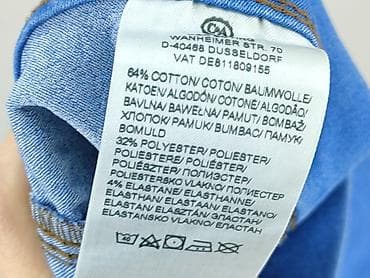 C&A
WANHEIMER STR. 70
D-40468 DUSSELDORF
VAT DE811809155
64% COTTON/COTON/BAUMWOLLE/
KATOEN/ALGODÓN/COTONE/ALGODÃO/
BAVLNA/BAWEŁNA/PAMUT/BOMBAŽ/
ХЛОПОК/PAMUK/BUMBAC/ПАМУК/
BOMULD
32% POLYESTER/POLYESTER/
POLIESTERE/POLIÉSTER/
POLIÉSZTER/ПОЛИЭСТЕР/
POLIESTERSKO VLAKNO/ПОЛИЕСТЕР
4% ELASTANE/ELASTHANNE/
ELASTHAN/ELASTAAN/ELASTANO/
ELASTAN/ELASZTÁN/ЭЛАСТАН/
ELASTANSKO VLAKNO/ЕЛАСТАН